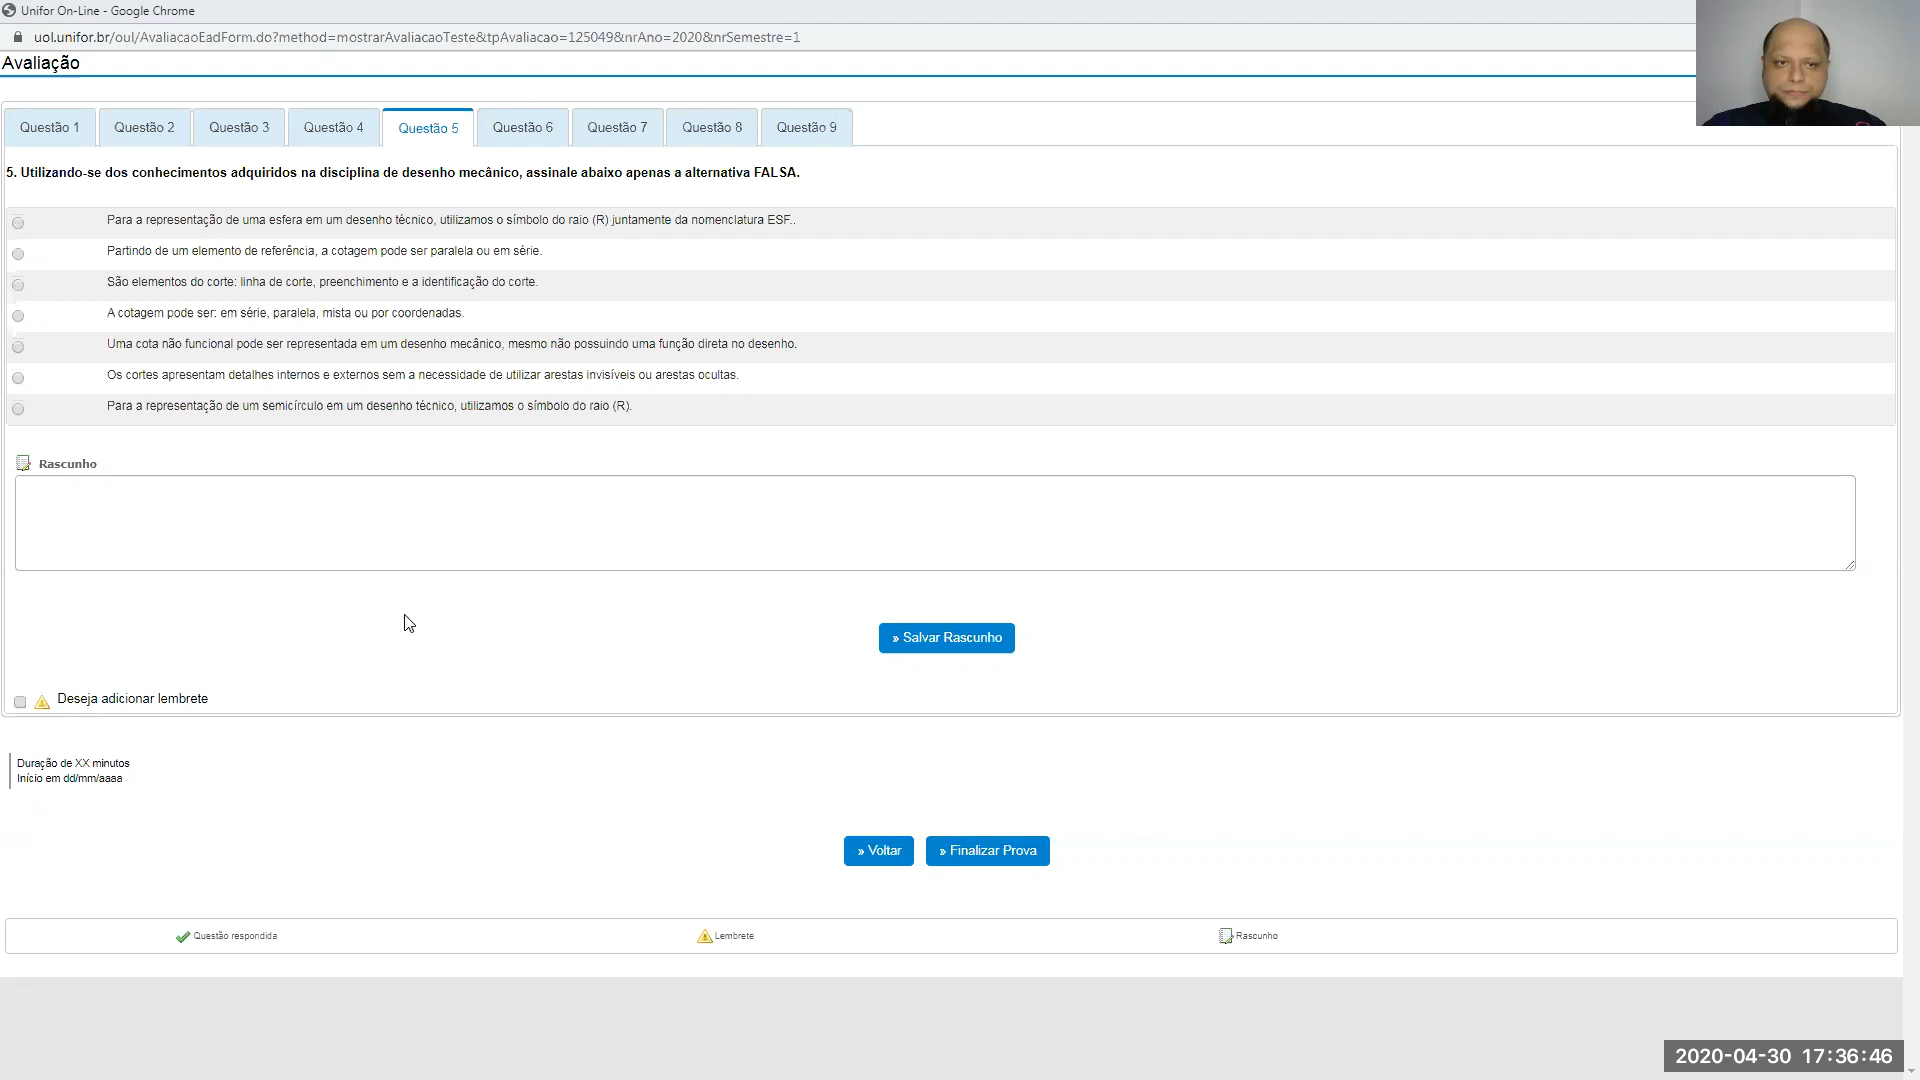 Unifor On-Line - Google Chrome
uol.unifor.br/oul/AvaliacaoEadForm.do?method=mostrarAvaliacaoTeste&tpAvaliacao=125049&nrAno=2020&nrSemestre=1
Avaliação
Questão 1 Questão 2 Questão 3 Questão 4 Questão 5 Questão 6 Questão 7 Questão 8 Questão 9
5. Utilizando-se dos conhecimentos adquiridos na disciplina de desenho mecânico, assinale abaixo apenas a alternativa FALSA.
Para a representação de uma esfera em um desenho técnico, utilizamos o símbolo do raio (R) juntamente da nomenclatura ESF..
Partindo de um elemento de referência, a cotagem pode ser paralela ou em série.
São elementos do corte: linha de corte, preenchimento e a identificação do corte.
A cotagem pode ser: em série, paralela, mista ou por coordenadas.
Uma cota não funcional pode ser representada em um desenho mecânico, mesmo não possuindo uma função direta no desenho.
Os cortes apresentam detalhes internos e externos sem a necessidade de utilizar arestas invisíveis ou arestas ocultas.
Para a representação de um semicírculo em um desenho técnico, utilizamos o símbolo do raio (R).
Rascunho
» Salvar Rascunho
Deseja adicionar lembrete
Duração de XX minutos
Início em dd/mm/aaaa
» Voltar » Finalizar Prova
Questão respondida Lembrete Rascunho
2020-04-30 17:36:46